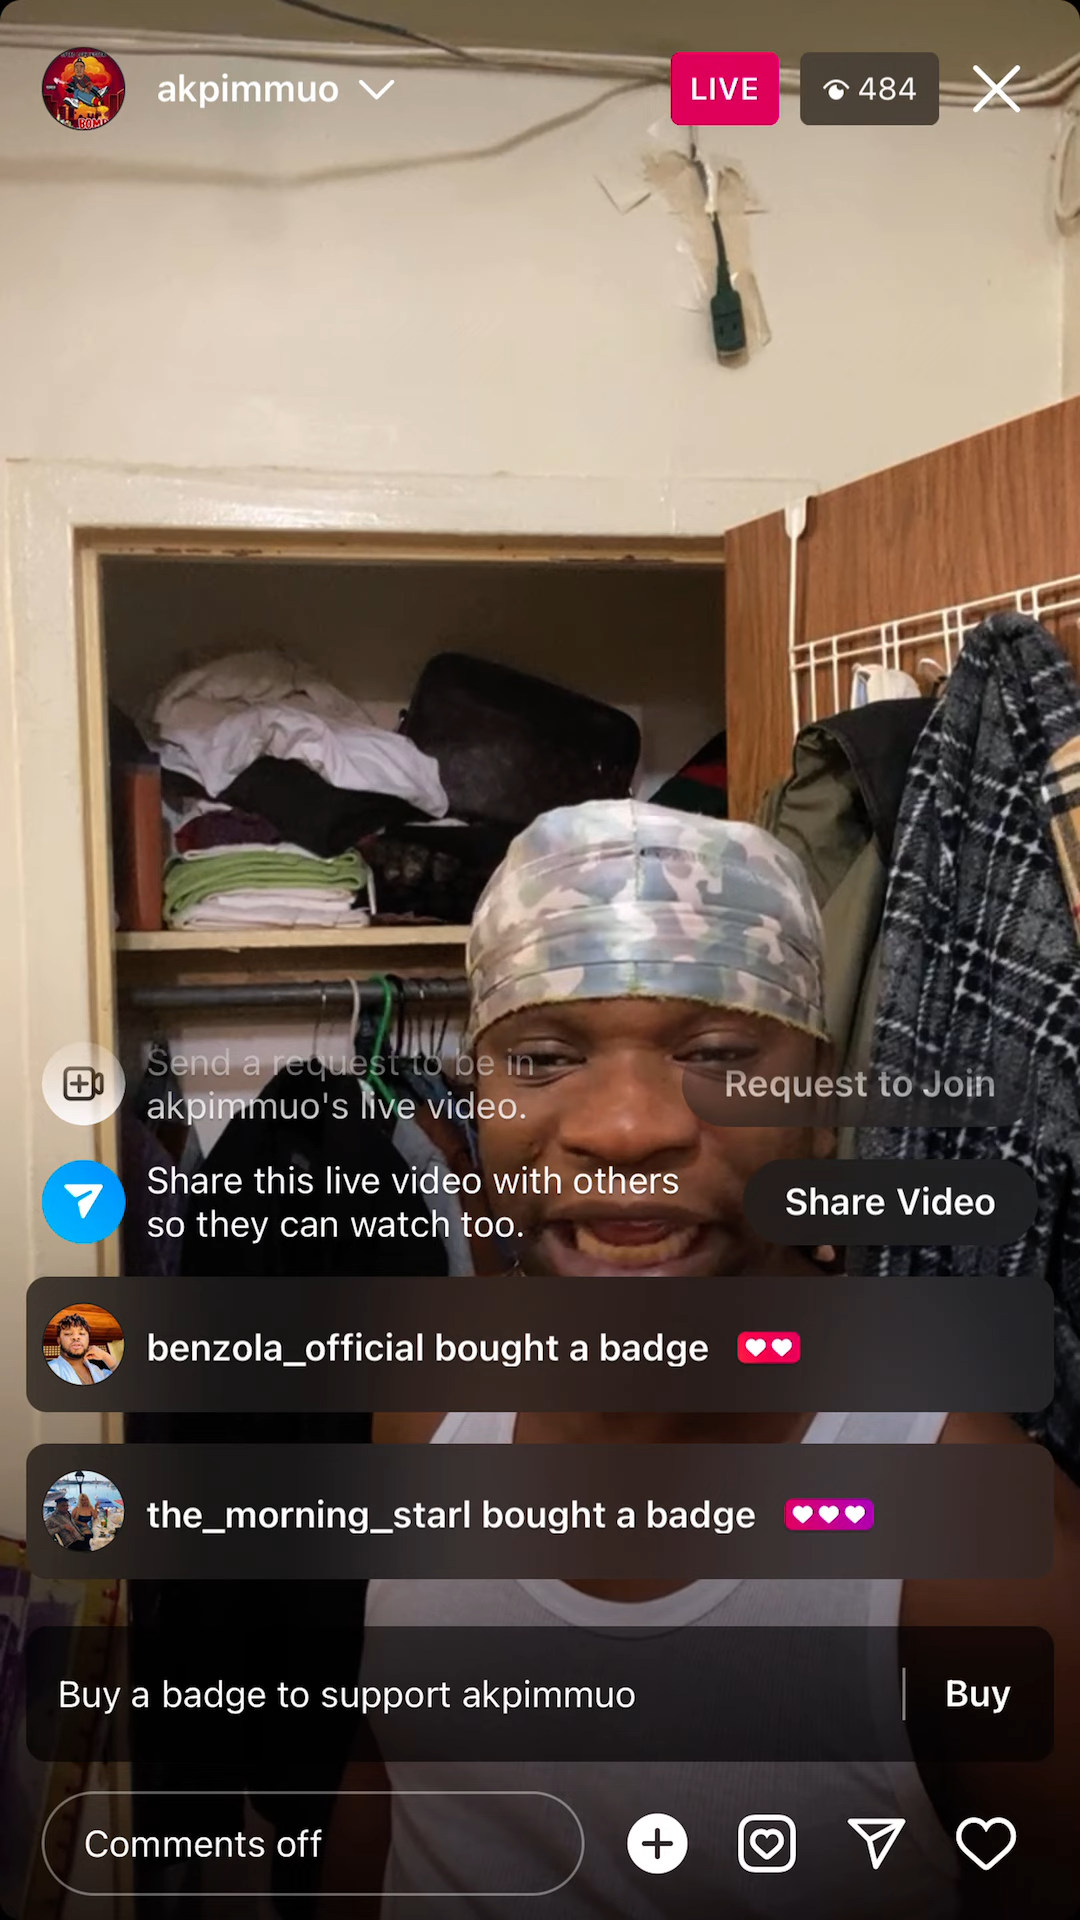 akpimmuo
LIVE
484
Send a request to be in
akpimmuo's live video.
Request to Join
Share this live video with others
so they can watch too.
Share Video
benzola_official bought a badge
the_morning_starl bought a badge
Buy a badge to support akpimmuo
Buy
Comments off